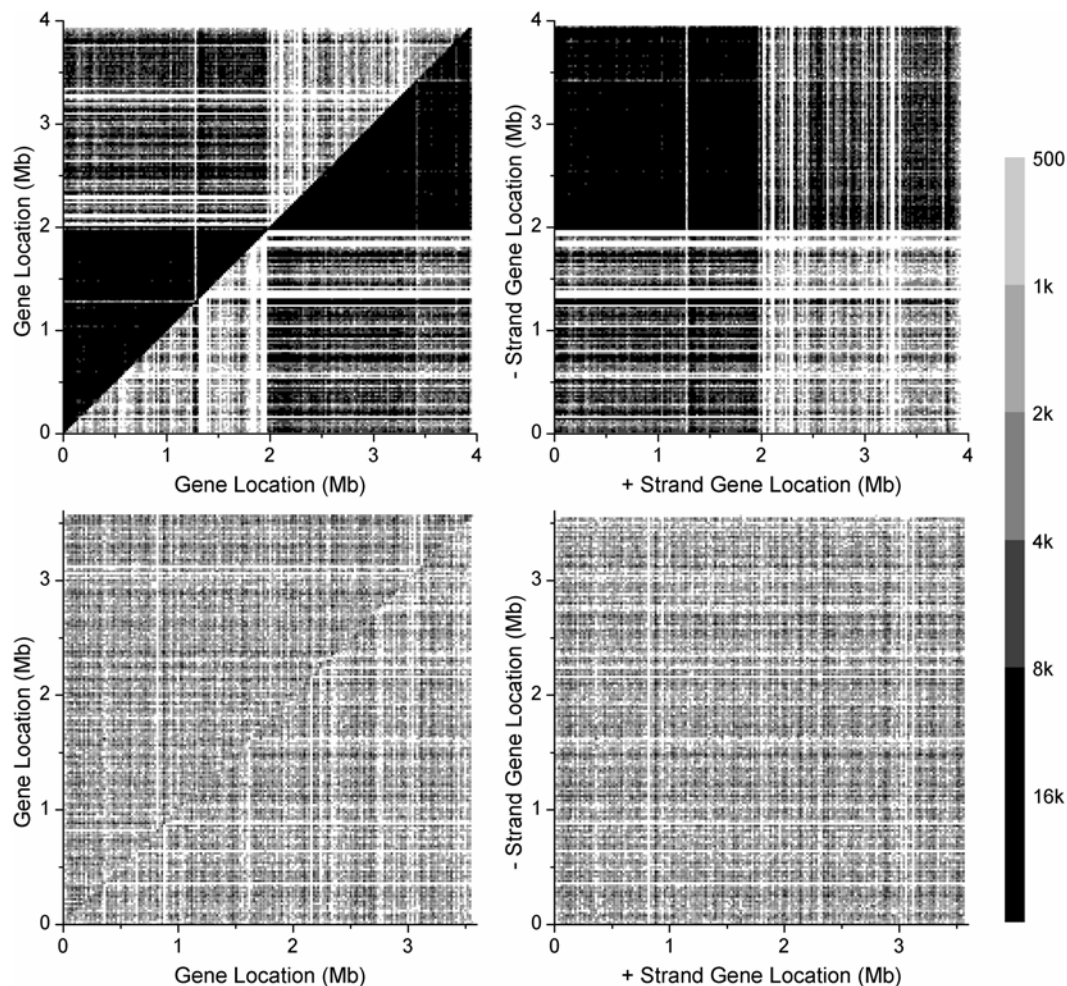 4
3
2
1
0
Gene Location (Mb)
0 1 2 3 4
Gene Location (Mb)
4
3
2
1
0
- Strand Gene Location (Mb)
0 1 2 3 4
+ Strand Gene Location (Mb)
3
2
1
0
Gene Location (Mb)
0 1 2 3
Gene Location (Mb)
3
2
1
0
- Strand Gene Location (Mb)
0 1 2 3
+ Strand Gene Location (Mb)
500
1k
2k
4k
8k
16k